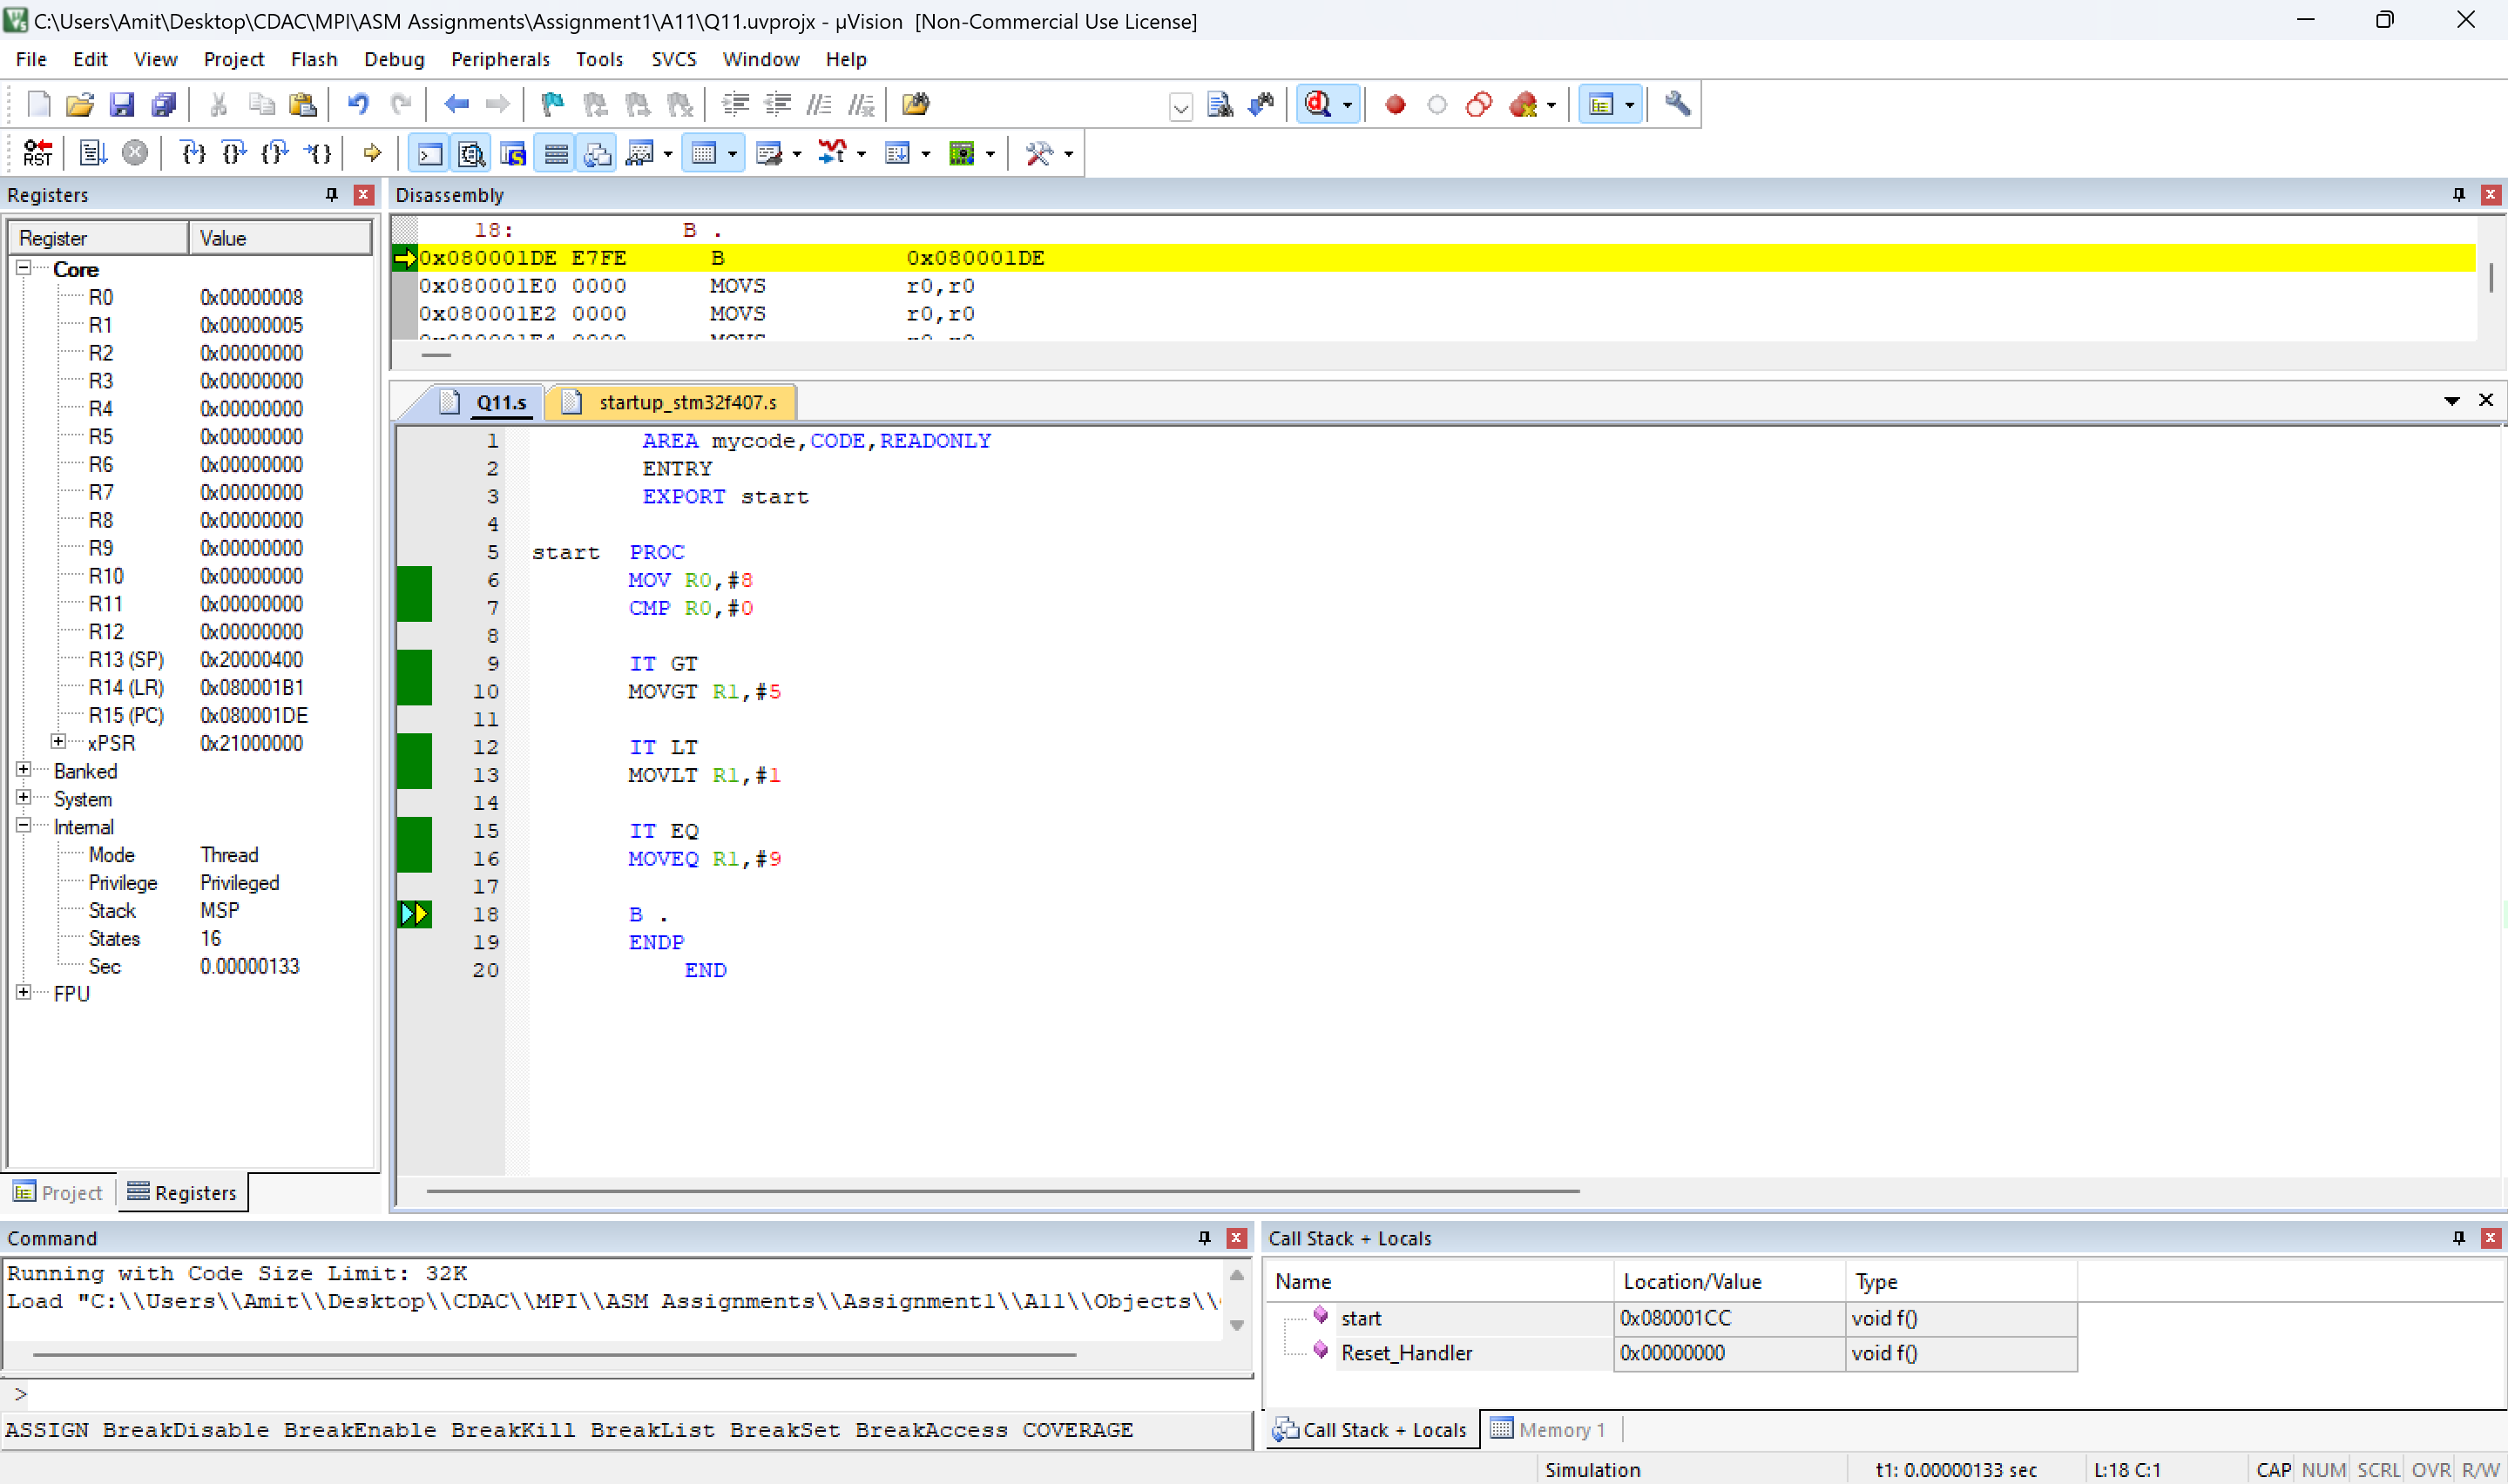 C:\Users\Amit\Desktop\CDAC\MPI\ASM Assignments\Assignment1\A11\Q11.uvprojx - µVision [Non-Commercial Use License]
File Edit View Project Flash Debug Peripherals Tools SVCS Window Help
RST
Registers
Register Value
Core
R0 0x00000008
R1 0x00000005
R2 0x00000000
R3 0x00000000
R4 0x00000000
R5 0x00000000
R6 0x00000000
R7 0x00000000
R8 0x00000000
R9 0x00000000
R10 0x00000000
R11 0x00000000
R12 0x00000000
R13 (SP) 0x20000400
R14 (LR) 0x080001B1
R15 (PC) 0x080001DE
xPSR 0x21000000
Banked
System
Internal
Mode Thread
Privilege Privileged
Stack MSP
States 16
Sec 0.00000133
FPU
Project Registers
Disassembly
18: B .
0x080001DE E7FE B 0x080001DE
0x080001E0 0000 MOVS r0,r0
0x080001E2 0000 MOVS r0,r0
0x080001E4 0000 MOVS r0,r0
Q11.s startup_stm32f407.s
1 AREA mycode,CODE,READONLY
2 ENTRY
3 EXPORT start
4
5 start PROC
6 MOV R0,#8
7 CMP R0,#0
8
9 IT GT
10 MOVGT R1,#5
11
12 IT LT
13 MOVLT R1,#1
14
15 IT EQ
16 MOVEQ R1,#9
17
18 B .
19 ENDP
20 END
Command
Running with Code Size Limit: 32K
Load "C:\\Users\\Amit\\Desktop\\CDAC\\MPI\\ASM Assignments\\Assignment1\\A11\\Objects\\
>
ASSIGN BreakDisable BreakEnable BreakKill BreakList BreakSet BreakAccess COVERAGE
Call Stack + Locals
Name Location/Value Type
start 0x080001CC void f()
Reset_Handler 0x00000000 void f()
Call Stack + Locals Memory 1
Simulation t1: 0.00000133 sec L:18 C:1 CAP NUM SCRL OVR R/W